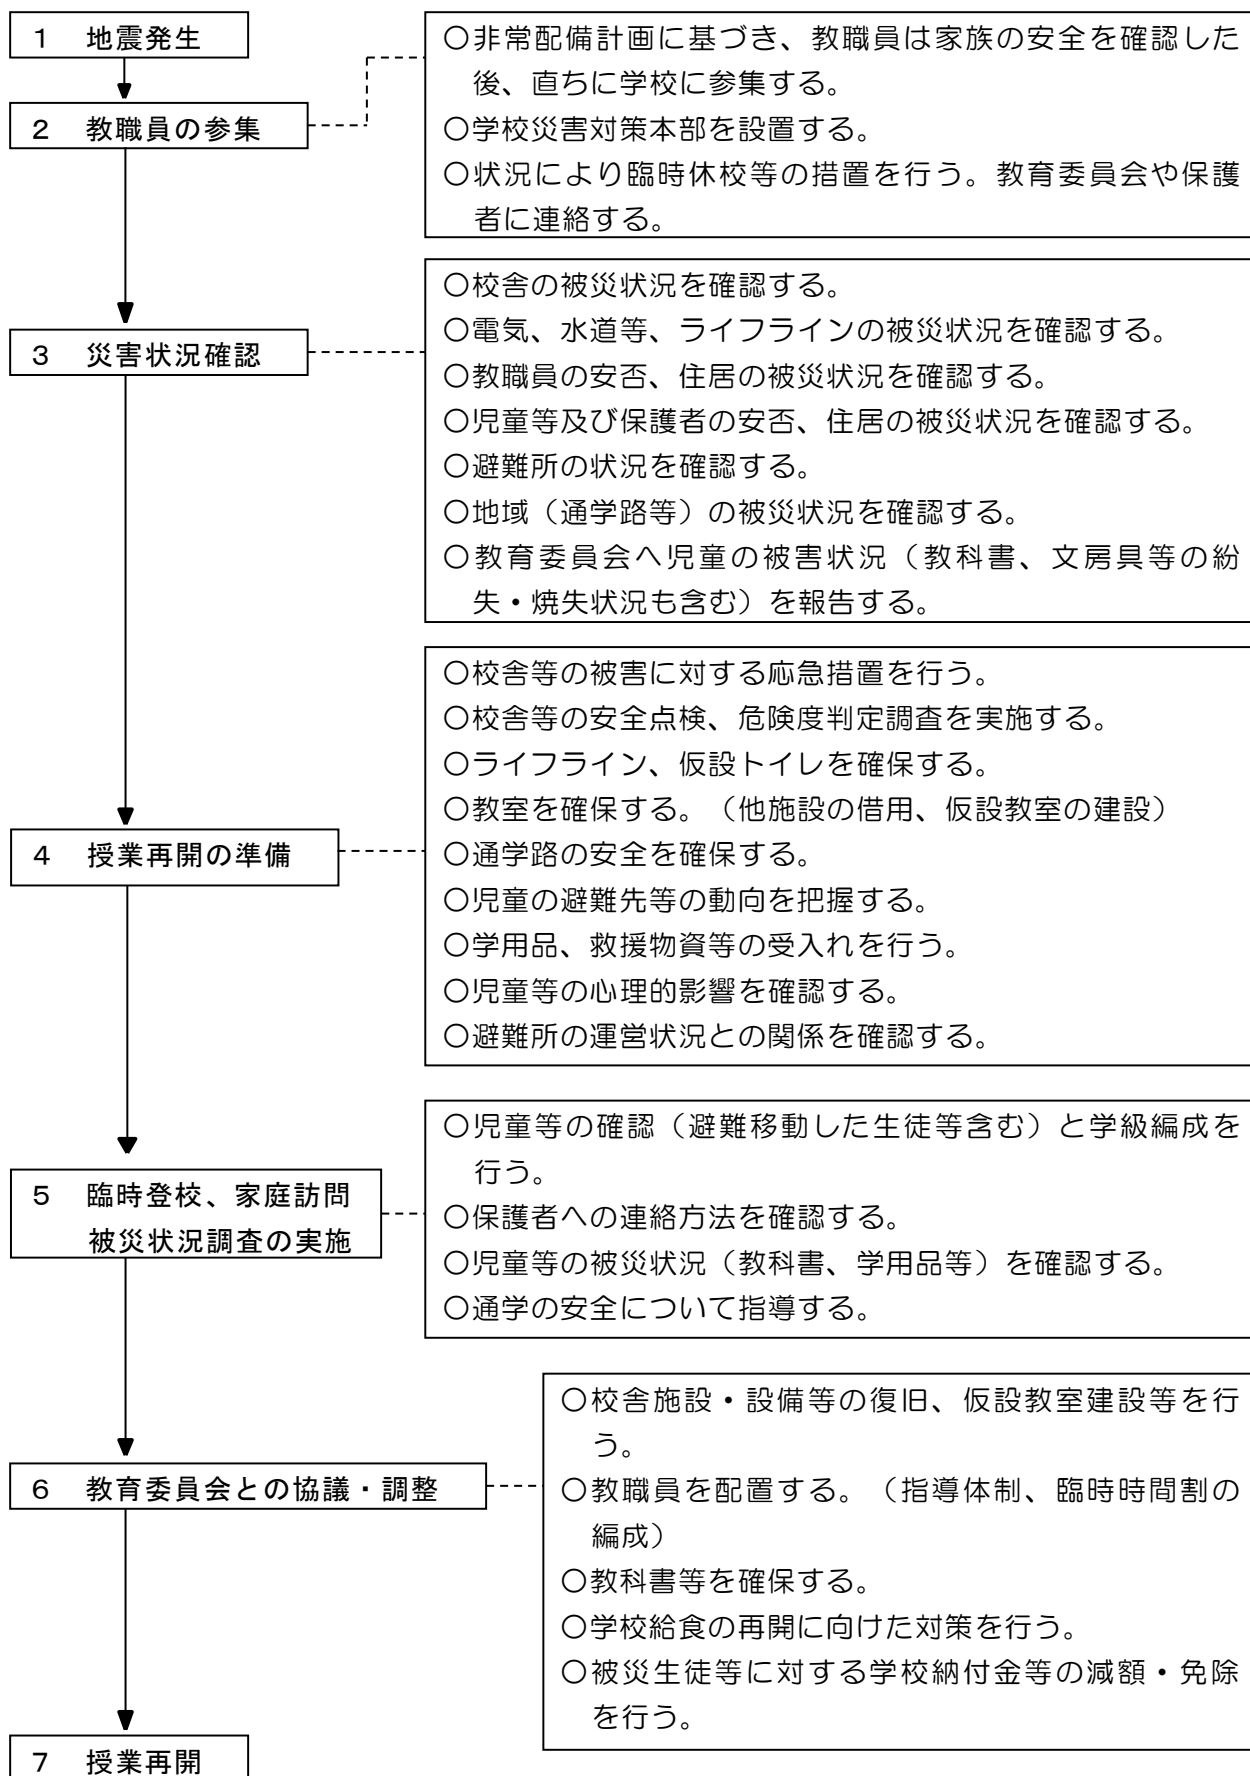 １　地震発生
２　教職員の参集
○非常配備計画に基づき、教職員は家族の安全を確認した
後、直ちに学校に参集する。
○学校災害対策本部を設置する。
○状況により臨時休校等の措置を行う。教育委員会や保護
者に連絡する。
３　災害状況確認
○校舎の被災状況を確認する。
○電気、水道等、ライフラインの被災状況を確認する。
○教職員の安否、住居の被災状況を確認する。
○児童等及び保護者の安否、住居の被災状況を確認する。
○避難所の状況を確認する。
○地域（通学路等）の被災状況を確認する。
○教育委員会へ児童の被害状況（教科書、文房具等の紛
失・焼失状況も含む）を報告する。
４　授業再開の準備
○校舎等の被害に対する応急措置を行う。
○校舎等の安全点検、危険度判定調査を実施する。
○ライフライン、仮設トイレを確保する。
○教室を確保する。（他施設の借用、仮設教室の建設）
○通学路の安全を確保する。
○児童の避難先等の動向を把握する。
○学用品、救援物資等の受入れを行う。
○児童等の心理的影響を確認する。
○避難所の運営状況との関係を確認する。
５　臨時登校、家庭訪問
被災状況調査の実施
○児童等の確認（避難移動した生徒等含む）と学級編成を
行う。
○保護者への連絡方法を確認する。
○児童等の被災状況（教科書、学用品等）を確認する。
○通学の安全について指導する。
６　教育委員会との協議・調整
○校舎施設・設備等の復旧、仮設教室建設等を行
う。
○教職員を配置する。（指導体制、臨時時間割の
編成）
○教科書等を確保する。
○学校給食の再開に向けた対策を行う。
○被災生徒等に対する学校納付金等の減額・免除
を行う。
７　授業再開